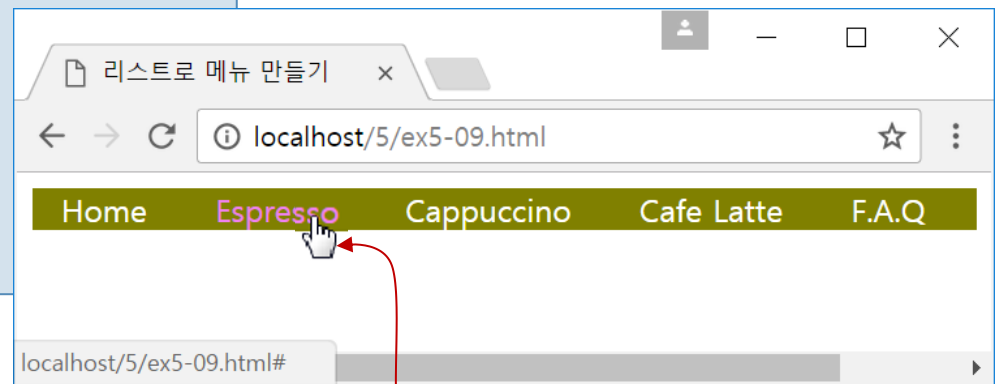 리스트로 메뉴 만들기
localhost/5/ex5-09.html
Home Espresso Cappuccino Cafe Latte F.A.Q
localhost/5/ex5-09.html#